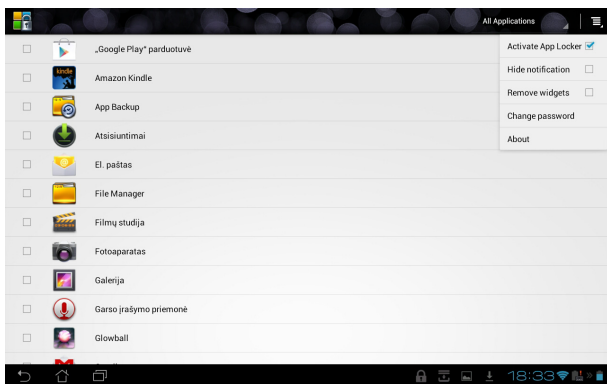 All Applications
„Google Play“ parduotuvė
Activate App Locker
kindle
Amazon Kindle
Hide notification
Remove widgets
App Backup
Change password
Atsisiuntimai
About
El. paštas
File Manager
Filmų studija
Fotoaparatas
Galerija
Garso įrašymo priemonė
Glowball
18:33